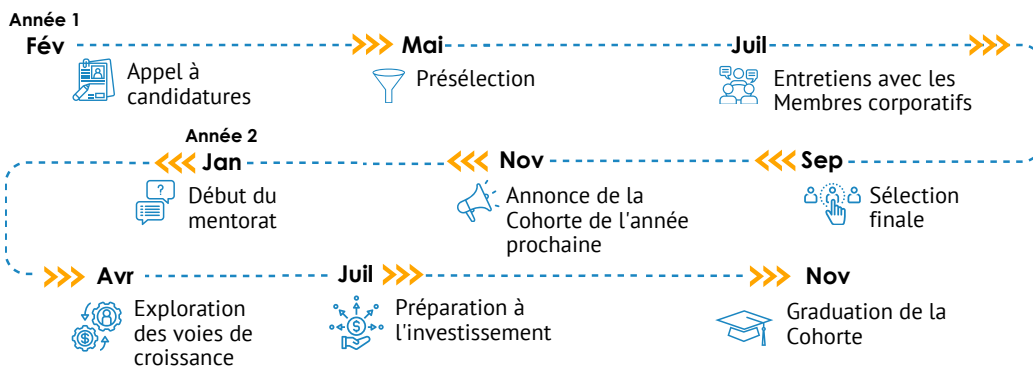 Année 1
Fév
Mai
Juil
Appel à
candidatures
Présélection
Entretiens avec les
Membres corporatifs
Année 2
Jan
Nov
Sep
Début du
mentorat
Annonce de la
Cohorte de l'année
prochaine
Sélection
finale
Avr
Juil
Nov
Exploration
des voies de
croissance
Préparation à
l'investissement
Graduation de la
Cohorte